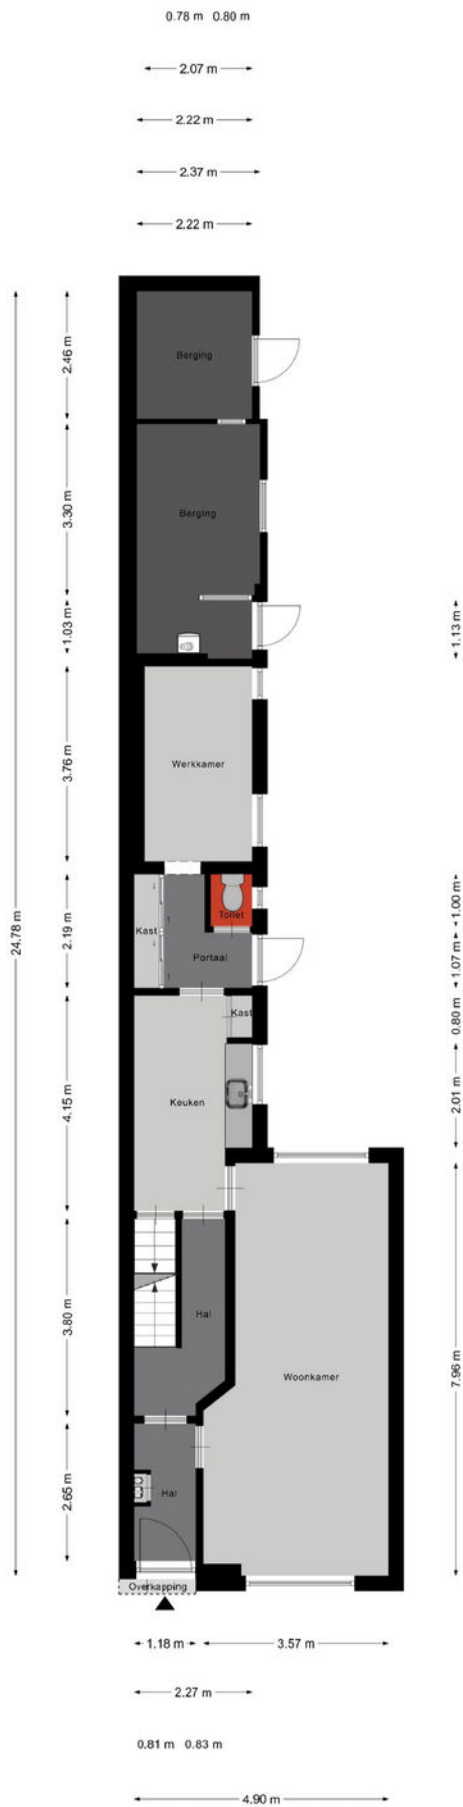 0.78 m 0.80 m
2.07 m
2.22 m
2.37 m
2.22 m
Berging
2.46 m
3.30 m
Berging
1.03 m
1.13 m
3.76 m
Werkkamer
24.78 m
2.19 m
Kast
Toilet
1.00 m
Portaal
1.07 m
Kast
0.80 m
Keuken
4.15 m
2.01 m
Hal
3.80 m
Woonkamer
7.96 m
2.65 m
Hal
Overkapping
1.18 m
3.57 m
2.27 m
0.81 m 0.83 m
4.90 m